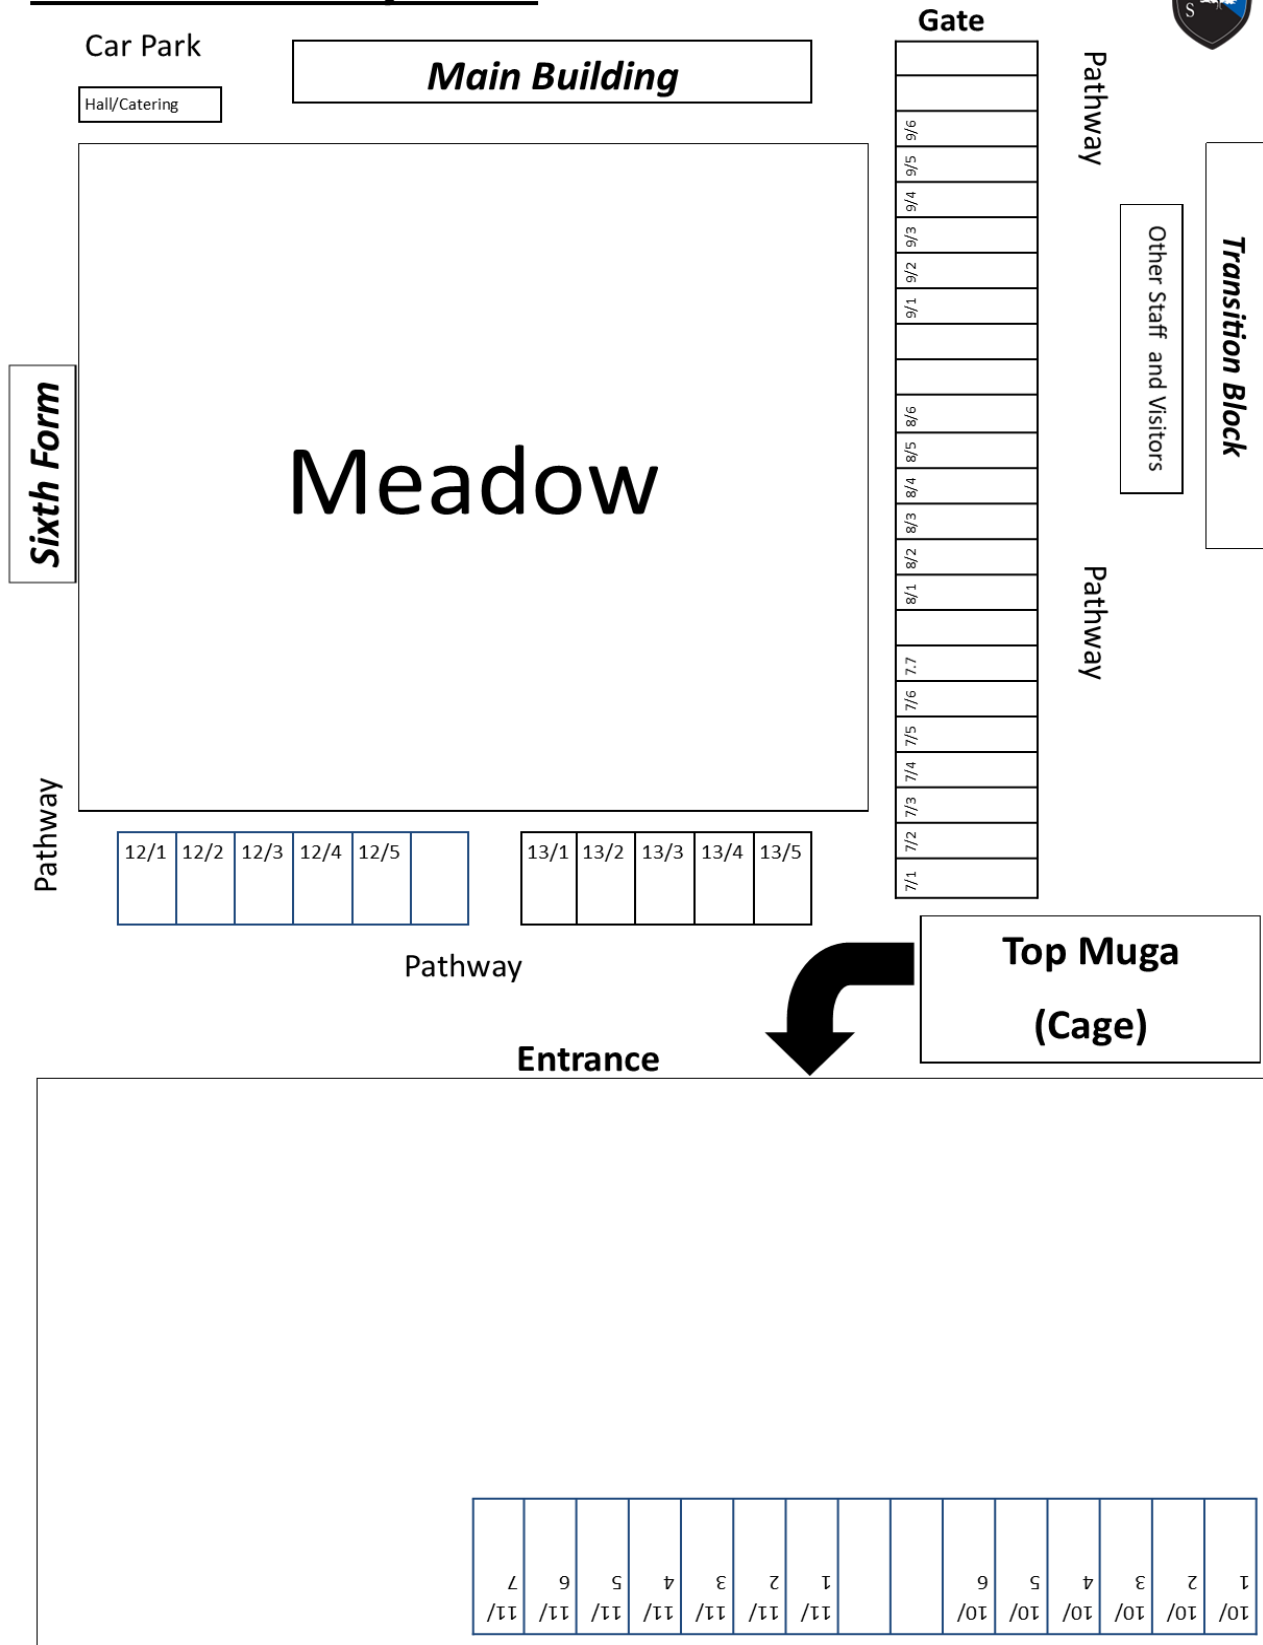 Gate
S
Car Park
Main Building
Hall/Catering
Pathway
9/6
9/5
9/4
9/3
9/2
9/1
8/6
8/5
8/4
8/3
8/2
8/1
7.7
7/6
7/5
7/4
7/3
7/2
7/1
Other Staff and Visitors
Transition Block
Pathway
Sixth Form
Meadow
Pathway
12/1 12/2 12/3 12/4 12/5
13/1 13/2 13/3 13/4 13/5
Pathway
Top Muga
(Cage)
Entrance
10/1
10/2
10/3
10/4
10/5
10/6
11/1
11/2
11/3
11/4
11/5
11/6
11/7